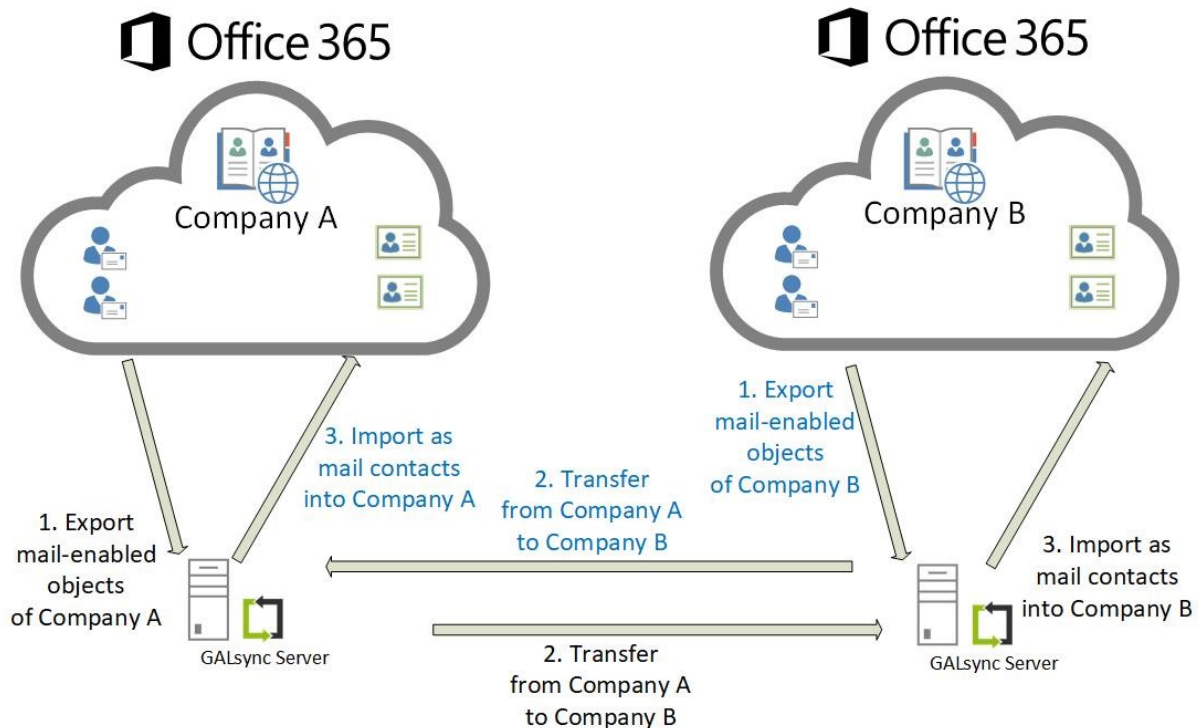 Office 365
Office 365
Company A
Company B
1. Export
mail-enabled
objects
of Company B
3. Import as
mail contacts
into Company A
2. Transfer
from Company A
to Company B
1. Export
mail-enabled
objects
of Company A
3. Import as
mail contacts
into Company B
GALsync Server
GALsync Server
2. Transfer
from Company A
to Company B